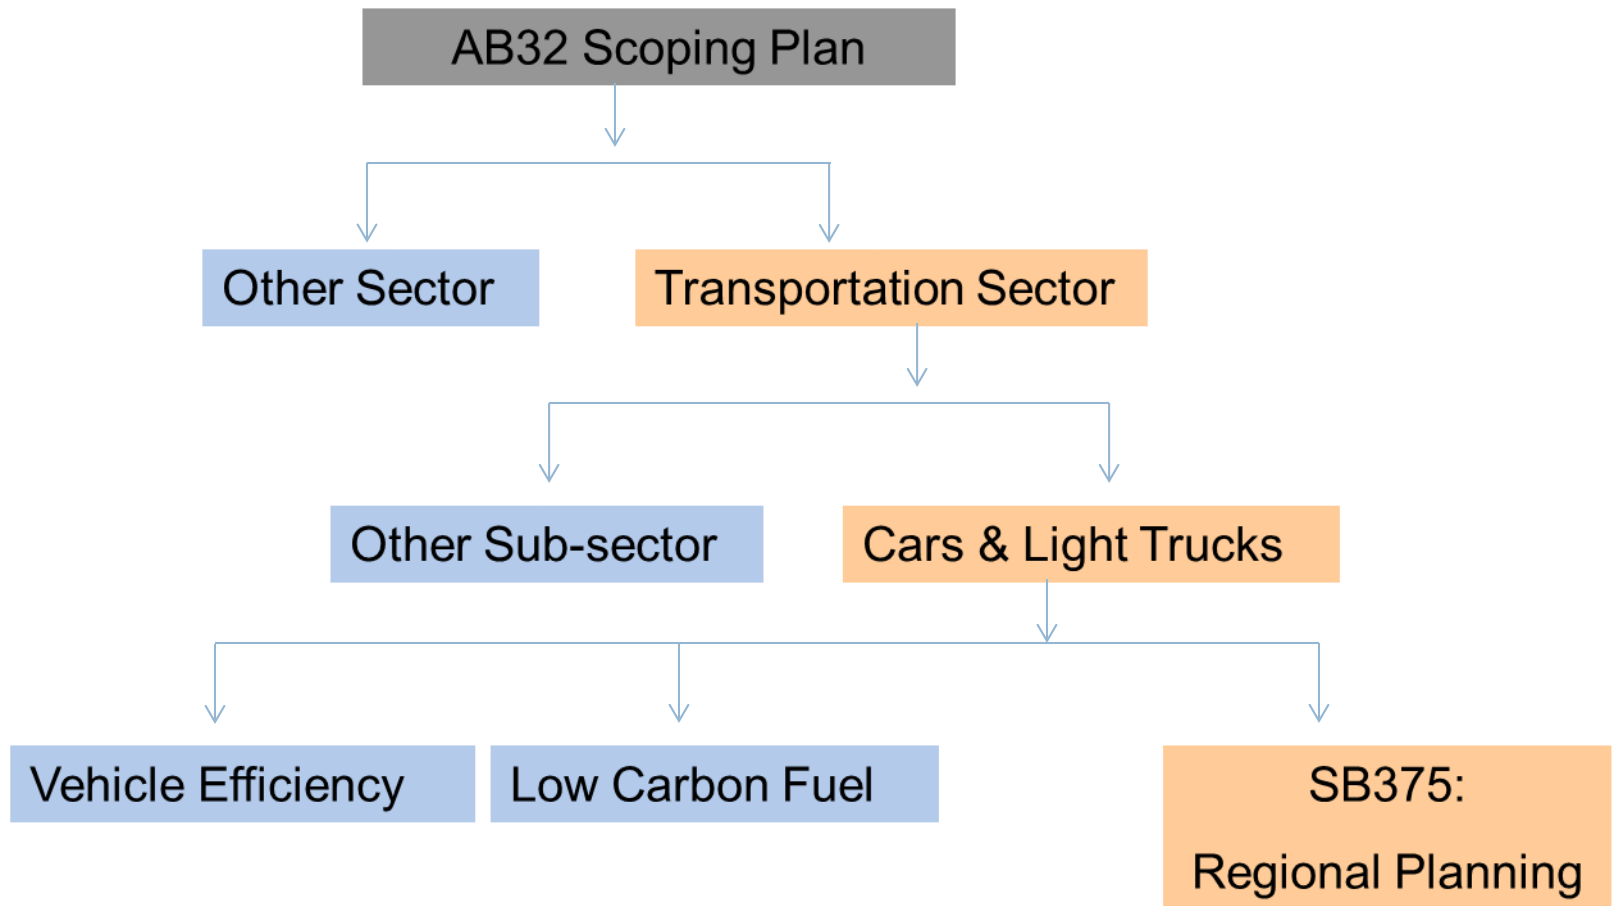 AB32 Scoping Plan
Other Sector
Transportation Sector
Other Sub-sector
Cars & Light Trucks
Vehicle Efficiency
Low Carbon Fuel
SB375:
Regional Planning